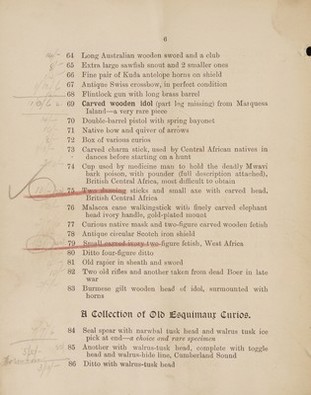 6
64 Long Australian wooden sword and a club
65 Extra large sawfish snout and 2 smaller ones
66 Fine pair of Kudu antelope horns on shield
67 Antique Swiss crossbow, in perfect condition
68 Flintlock gun with long brass barrel
69 Carved wooden idol (part leg missing) from Marquesa
Island—a very rare piece
70 Double-barrel pistol with spring bayonet
71 Native bow and quiver of arrows
72 Box of various curios
73 Carved charm stick, used by Central African natives in
dances before starting on a hunt
74 Cup used by medicine man to hold the deadly Mwavi
bark poison, with pounder (full description attached),
British Central Africa, most difficult to obtain
75 Two dancing sticks and small axe with carved head,
British Central Africa
76 Malacca cane walkingstick with finely carved elephant
head ivory handle, gold-plated mount
77 Curious native mask and two-figure carved wooden fetish
78 Antique circular Scotch iron shield
79 Small carved ivory two-figure fetish, West Africa
80 Ditto four-figure ditto
81 Old rapier in sheath and sword
82 Two old rifles and another taken from dead Boer in late
war
83 Burmese gilt wooden head of idol, surmounted with
horns
A Collection of Old Esquimaux Curios.
84 Seal spear with narwhal tusk head and walrus tusk ice
pick at end—a choice and rare specimen
85 Another with walrus-tusk head, complete with toggle
head and walrus-hide line, Cumberland Sound
86 Ditto with walrus-tusk head